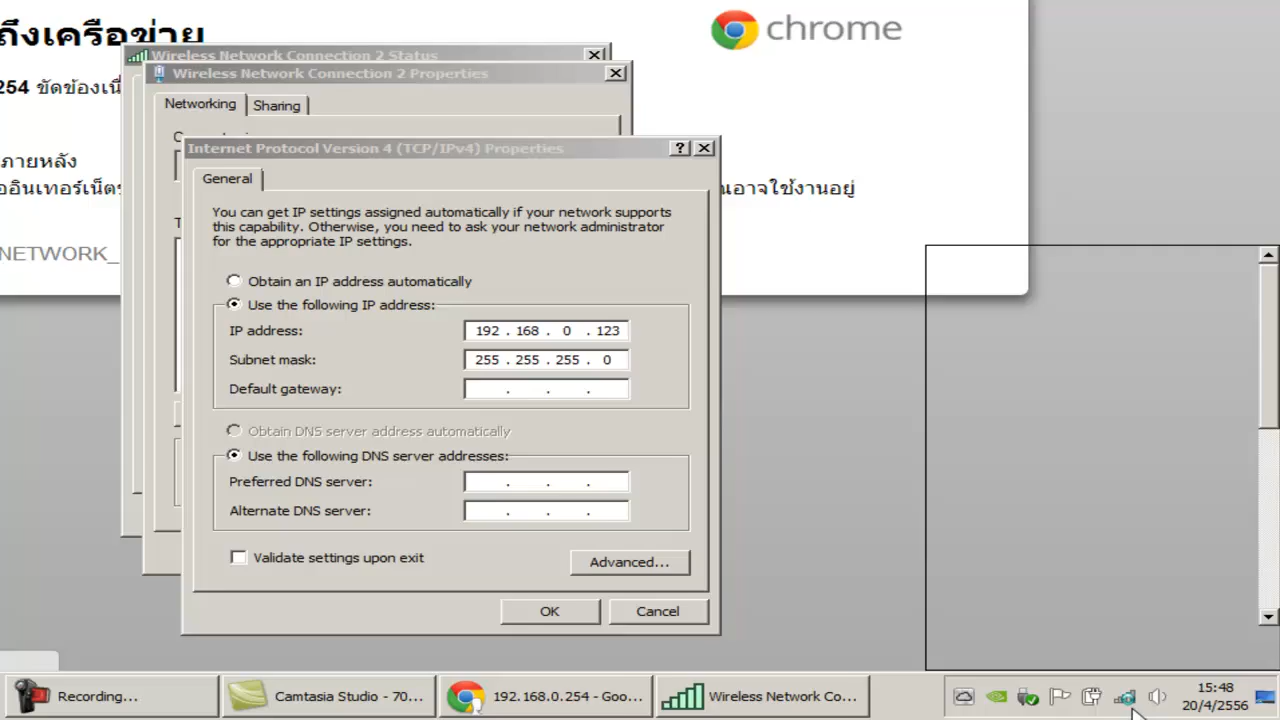 ถึงเครือข่าย
chrome
Wireless Network Connection 2 Status
Wireless Network Connection 2 Properties
254 ขัดข้องเนื่
Networking
Sharing
Internet Protocol Version 4 (TCP/IPv4) Properties
ภายหลัง
General
ออินเทอร์เน็ตข
ณอาจใช้งานอยู่
You can get IP settings assigned automatically if your network supports
this capability. Otherwise, you need to ask your network administrator
for the appropriate IP settings.
NETWORK_
Obtain an IP address automatically
Use the following IP address:
IP address:
192 . 168 . 0 . 123
Subnet mask:
255 . 255 . 255 . 0
Default gateway:
. . .
Obtain DNS server address automatically
Use the following DNS server addresses:
Preferred DNS server:
. . .
Alternate DNS server:
. . .
Validate settings upon exit
Advanced...
OK
Cancel
Recording...
Camtasia Studio - 70...
192.168.0.254 - Goo...
Wireless Network Co...
15:48
20/4/2556